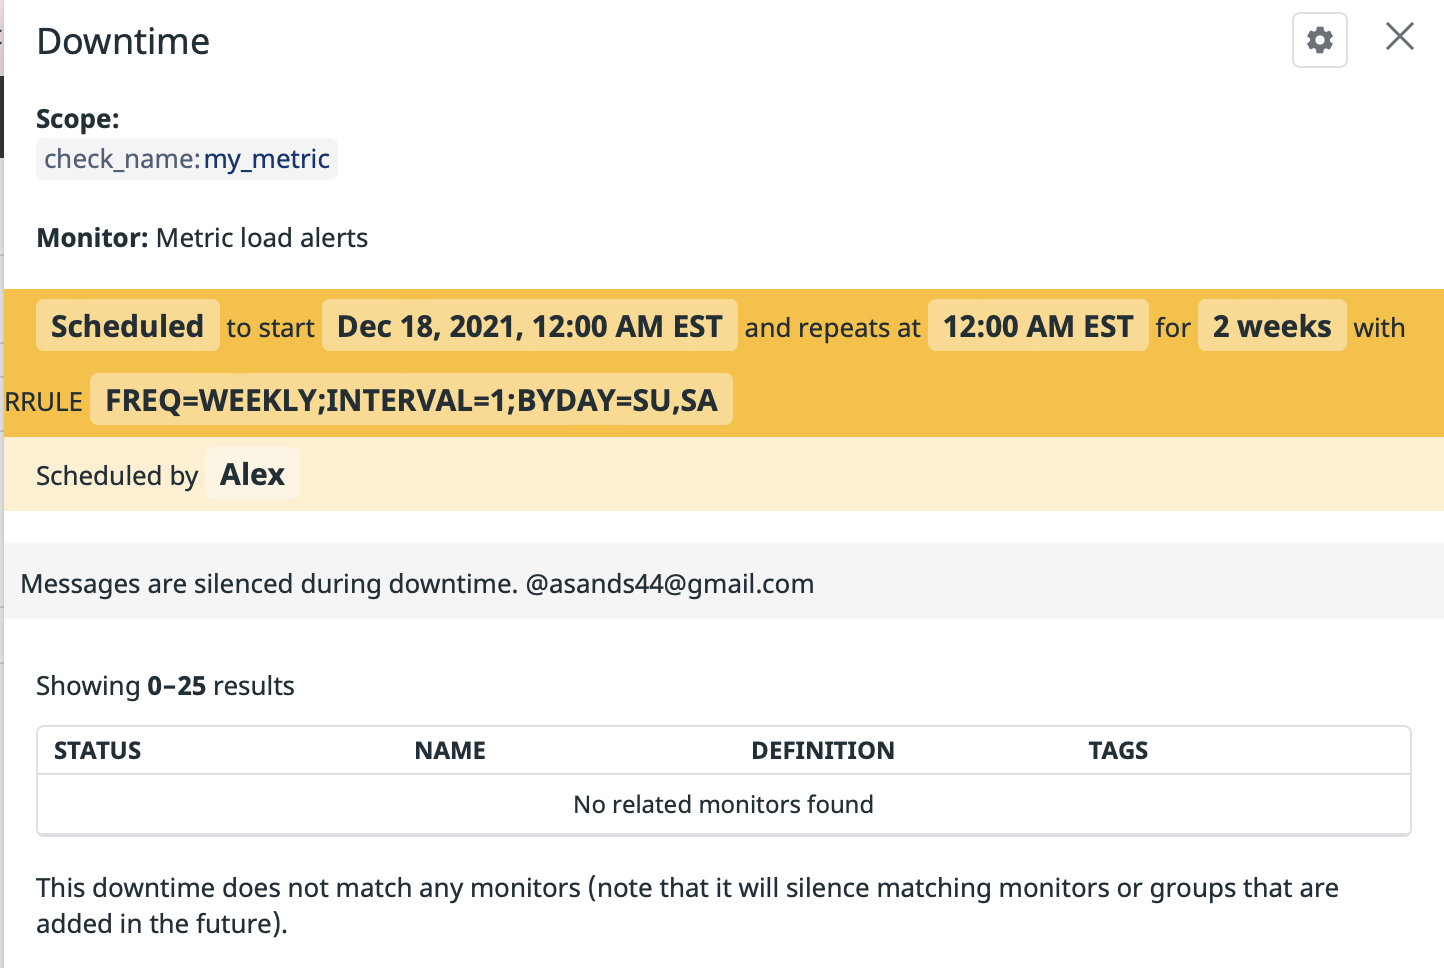 Downtime
Scope:
check_name:my_metric
Monitor: Metric load alerts
Scheduled to start Dec 18, 2021, 12:00 AM EST and repeats at 12:00 AM EST for 2 weeks with
RRULE FREQ=WEEKLY;INTERVAL=1;BYDAY=SU,SA
Scheduled by Alex
Messages are silenced during downtime. @asands44@gmail.com
Showing 0–25 results
STATUS NAME DEFINITION TAGS
No related monitors found
This downtime does not match any monitors (note that it will silence matching monitors or groups that are
added in the future).